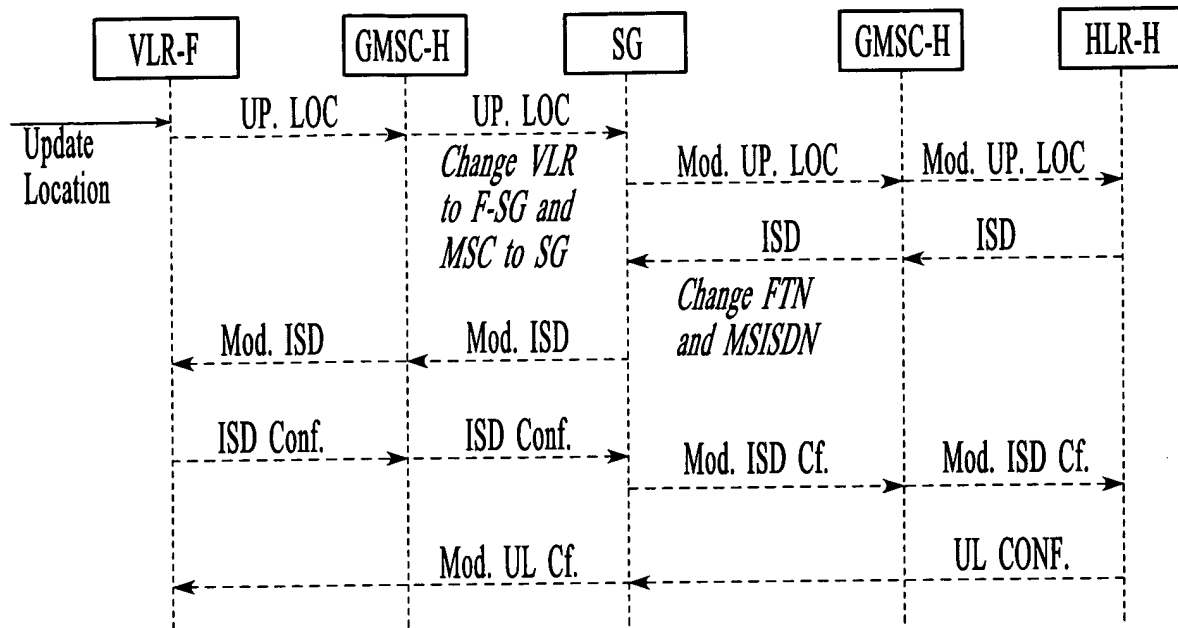 VLR-F
GMSC-H
SG
GMSC-H
HLR-H
UP. LOC
UP. LOC
Update
Location
Change VLR
to F-SG and
MSC to SG
Mod. UP. LOC
Mod. UP. LOC
ISD
ISD
Change FTN
and MSISDN
Mod. ISD
Mod. ISD
ISD Conf.
ISD Conf.
Mod. ISD Cf.
Mod. ISD Cf.
Mod. UL Cf.
UL CONF.